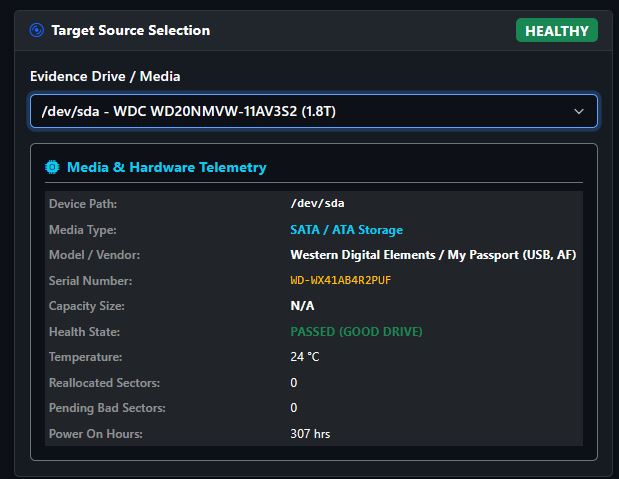 Target Source Selection HEALTHY
Evidence Drive / Media
/dev/sda - WDC WD20NMVW-11AV3S2 (1.8T)
Media & Hardware Telemetry
Device Path: /dev/sda
Media Type: SATA / ATA Storage
Model / Vendor: Western Digital Elements / My Passport (USB, AF)
Serial Number: WD-WX41AB4R2PUF
Capacity Size: N/A
Health State: PASSED (GOOD DRIVE)
Temperature: 24 °C
Reallocated Sectors: 0
Pending Bad Sectors: 0
Power On Hours: 307 hrs